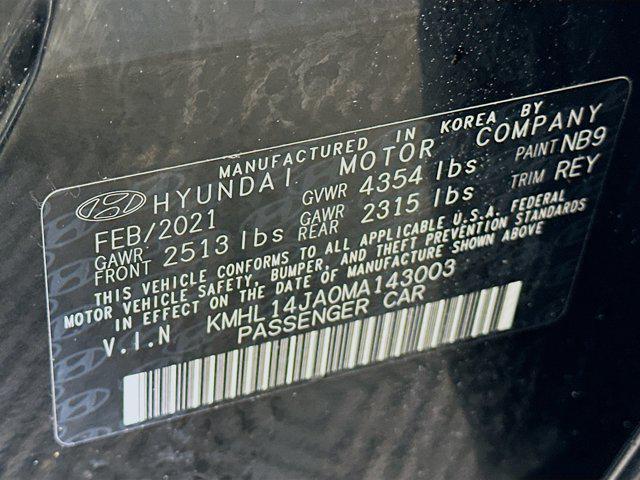 MANUFACTURED IN KOREA BY
HYUNDAI MOTOR COMPANY
FEB/2021 GVWR 4354 lbs PAINT NB9
GAWR FRONT 2513 lbs GAWR REAR 2315 lbs TRIM REY
THIS VEHICLE CONFORMS TO ALL APPLICABLE U.S.A. FEDERAL
MOTOR VEHICLE SAFETY, BUMPER, AND THEFT PREVENTION STANDARDS
IN EFFECT ON THE DATE OF MANUFACTURE SHOWN ABOVE
V.I.N KMHL14JA0MA143003
PASSENGER CAR